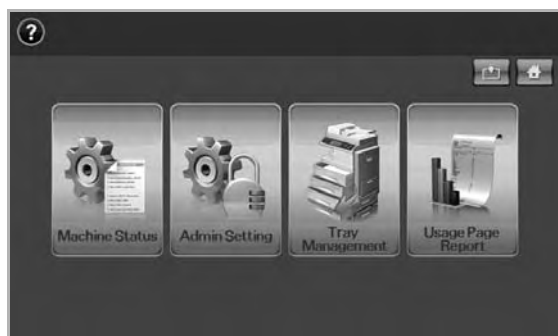 ?
Machine Status
Admin Setting
Tray
Management
Usage Page
Report